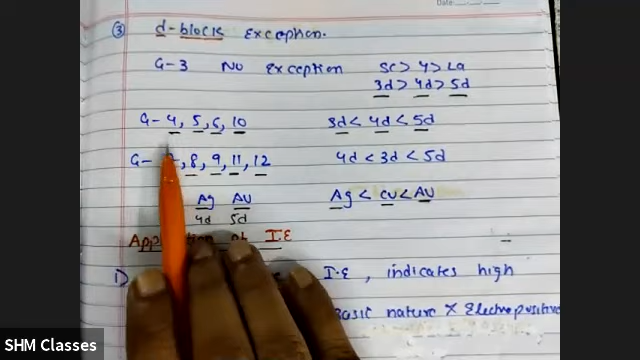 Date:
③ d-block Exception.
G-3 No Exception Sc > Y > La
3d > 4d > 5d
G- 4, 5, 6, 10 3d < 4d < 5d
G- , 8, 9, 11, 12 4d < 3d < 5d
Ag Au Ag < Cu < Au
4d 5d
of I.E
1) I.E, indicates high
Basic nature X Electropositive
SHM Classes